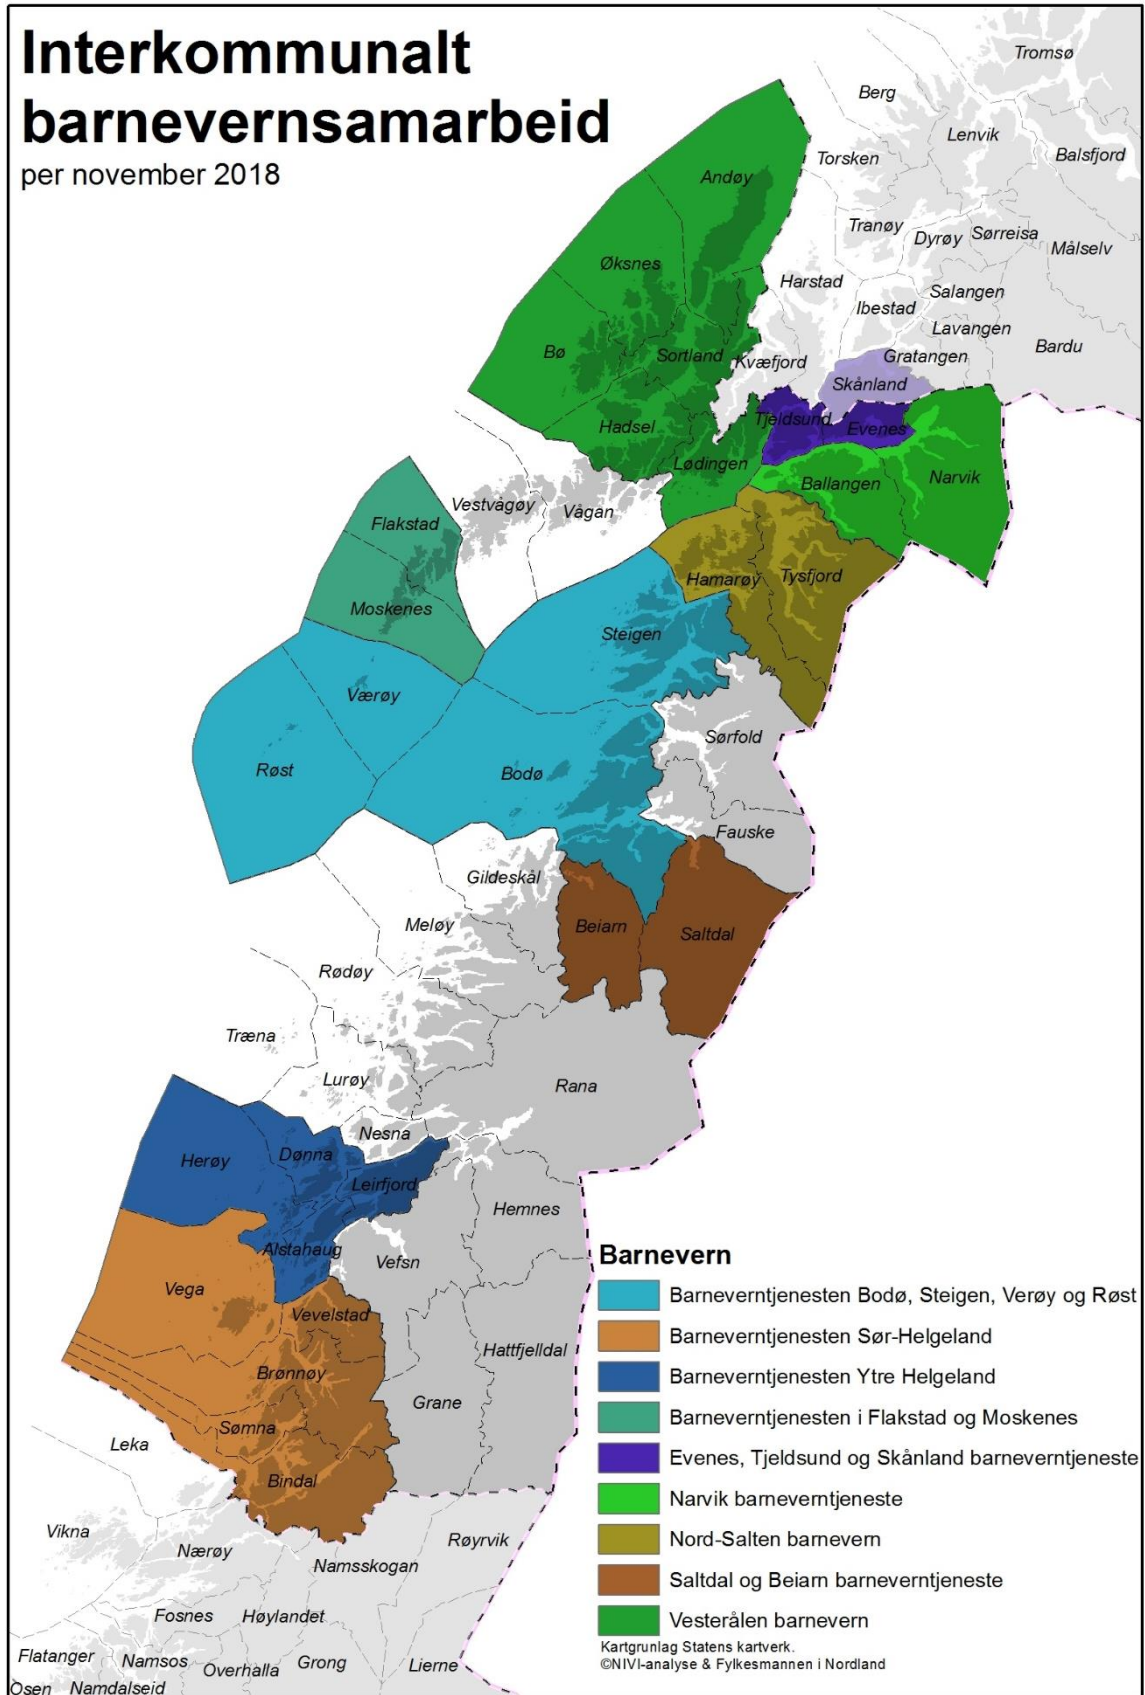 Interkommunalt
barnevernsamarbeid
per november 2018
Tromsø
Berg
Lenvik
Balsfjord
Torsken
Andøy
Tranøy
Dyrøy
Sørreisa
Målselv
Øksnes
Harstad
Salangen
Ibestad
Lavangen
Bardu
Bø
Sortland
Kvæfjord
Gratangen
Skånland
Tjeldsund
Evenes
Hadsel
Lødingen
Narvik
Ballangen
Vestvågøy
Vågan
Flakstad
Hamarøy
Tysfjord
Moskenes
Steigen
Værøy
Sørfold
Røst
Bodø
Fauske
Gildeskål
Meløy
Beiarn
Saltdal
Rødøy
Træna
Lurøy
Rana
Nesna
Herøy
Dønna
Leirfjord
Hemnes
Alstahaug
Vefsn
Vega
Vevelstad
Hattfjelldal
Brønnøy
Grane
Sømna
Leka
Bindal
Vikna
Nærøy
Røyrvik
Namsskogan
Fosnes
Høylandet
Flatanger
Namsos
Overhalla
Grong
Lierne
Osen
Namdalseid
Barnevern
Barneverntjenesten Bodø, Steigen, Verøy og Røst
Barneverntjenesten Sør-Helgeland
Barneverntjenesten Ytre Helgeland
Barneverntjenesten i Flakstad og Moskenes
Evenes, Tjeldsund og Skånland barneverntjeneste
Narvik barneverntjeneste
Nord-Salten barnevern
Saltdal og Beiarn barneverntjeneste
Vesterålen barnevern
Kartgrunlag Statens kartverk.
©NIVI-analyse & Fylkesmannen i Nordland